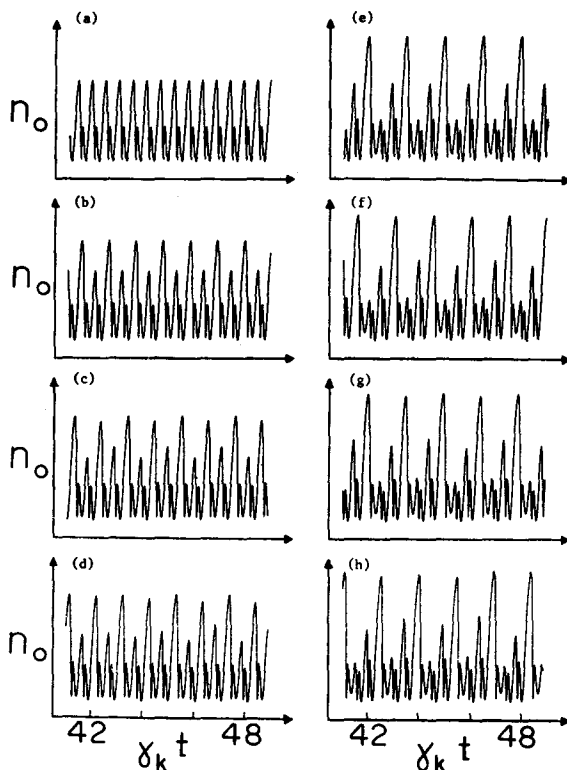 (a)
n₀
(b)
n₀
(c)
n₀
(d)
n₀
42 48
γₖ t
(e)
(f)
(g)
(h)
42 48
γₖ t